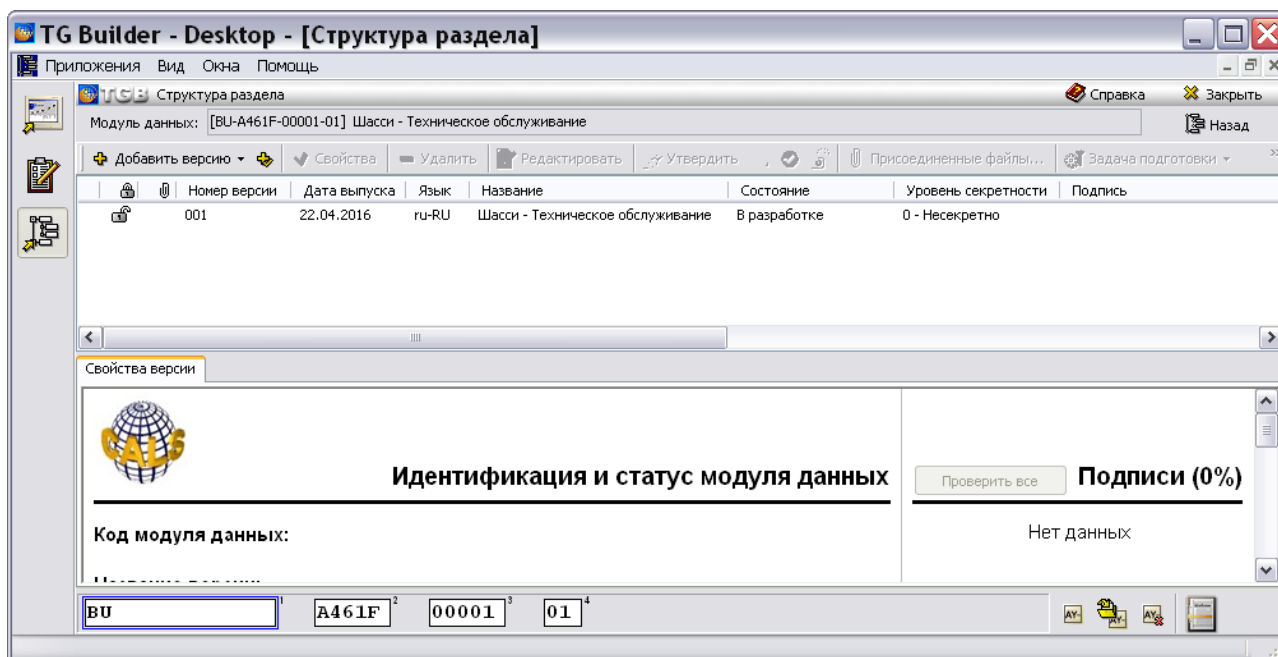 TG Builder - Desktop - [Структура раздела]
Приложения Вид Окна Помощь
TGB Структура раздела Справка Закрыть
Модуль данных: [BU-A461F-00001-01] Шасси - Техническое обслуживание Назад
Добавить версию Свойства Удалить Редактировать Утвердить , Присоединенные файлы... Задача подготовки
Номер версии Дата выпуска Язык Название Состояние Уровень секретности Подпись
001 22.04.2016 ru-RU Шасси - Техническое обслуживание В разработке 0 - Несекретно
Свойства версии
CALS
Идентификация и статус модуля данных Проверить все Подписи (0%)
Код модуля данных: Нет данных
BU 1 A461F 2 00001 3 01 4